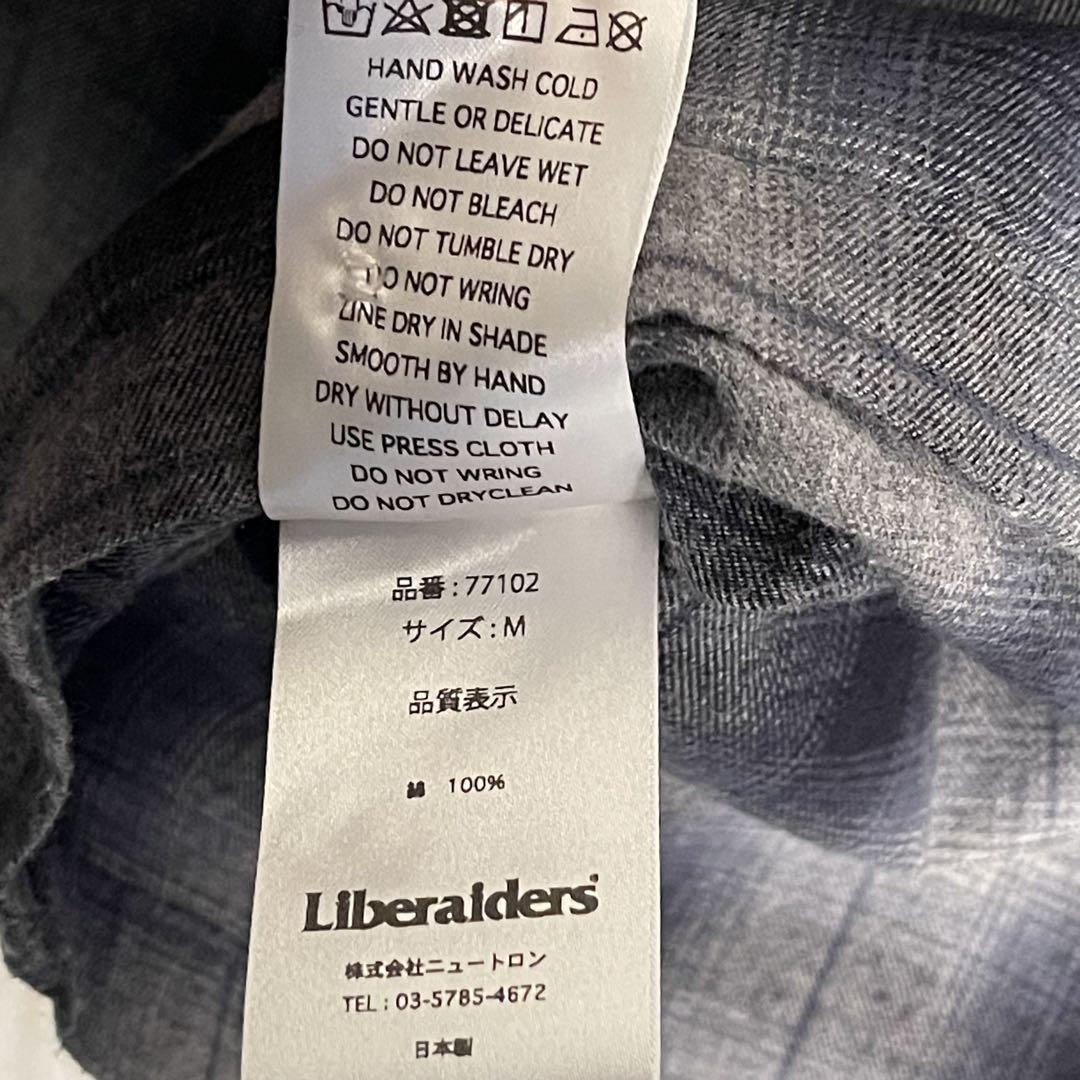 HAND WASH COLD
GENTLE OR DELICATE
DO NOT LEAVE WET
DO NOT BLEACH
DO NOT TUMBLE DRY
DO NOT WRING
LINE DRY IN SHADE
SMOOTH BY HAND
DRY WITHOUT DELAY
USE PRESS CLOTH
DO NOT WRING
DO NOT DRYCLEAN
品番:77102
サイズ:M
品質表示
綿 100%
Liberaiders
株式会社ニュートロン
TEL:03-5785-4672
日本製